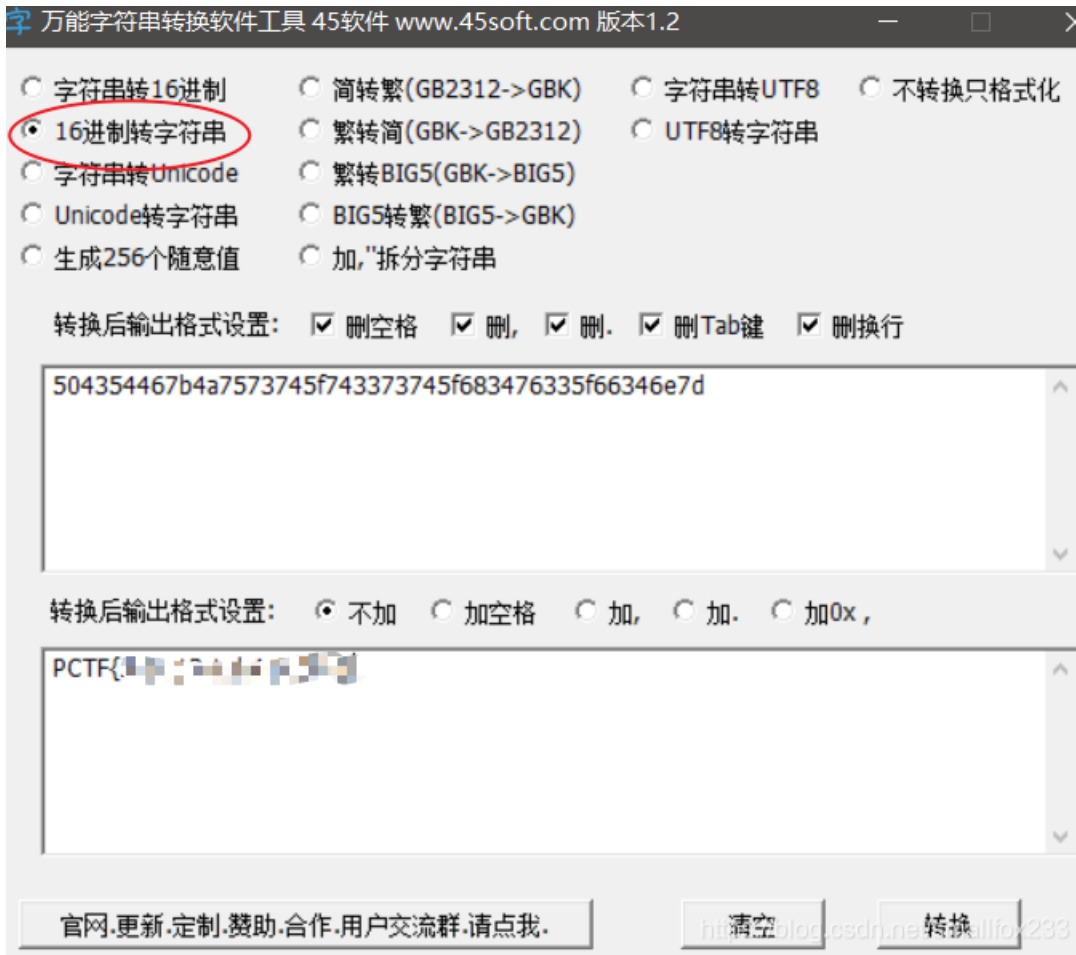 字 万能字符串转换软件工具 45软件 www.45soft.com 版本1.2
字符串转16进制 简转繁(GB2312->GBK) 字符串转UTF8 不转换只格式化
16进制转字符串 繁转简(GBK->GB2312) UTF8转字符串
字符串转Unicode 繁转BIG5(GBK->BIG5)
Unicode转字符串 BIG5转繁(BIG5->GBK)
生成256个随意值 加,"拆分字符串
转换后输出格式设置: 删空格 删, 删. 删Tab键 删换行
504354467b4a7573745f743373745f683476335f66346e7d
转换后输出格式设置: 不加 加空格 加, 加. 加0x ,
PCTF{
官网.更新.定制.赞助.合作.用户交流群.请点我. 清空 转换